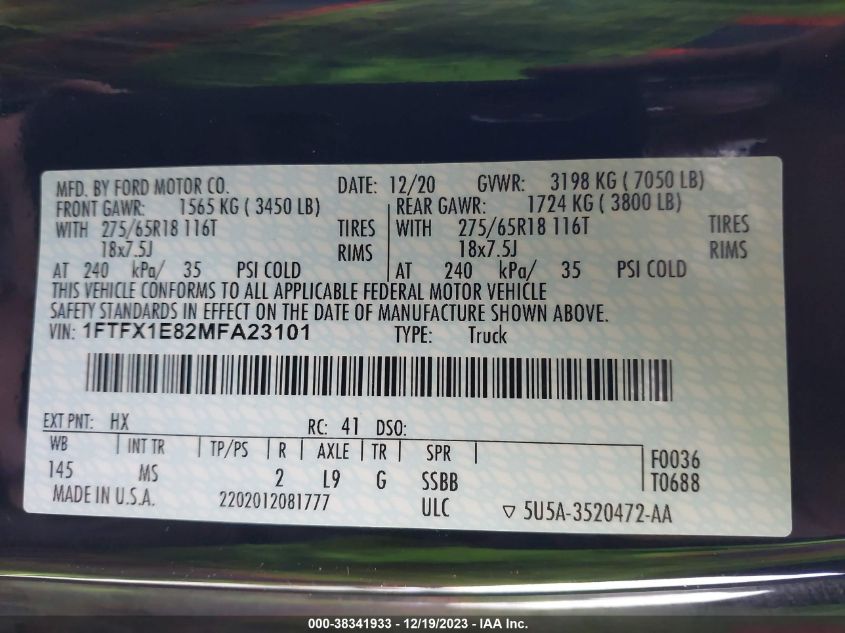 MFD. BY FORD MOTOR CO. DATE: 12/20 GVWR: 3198 KG ( 7050 LB)
FRONT GAWR: 1565 KG ( 3450 LB) REAR GAWR: 1724 KG ( 3800 LB)
WITH 275/65R18 116T TIRES WITH 275/65R18 116T TIRES
18x7.5J RIMS 18x7.5J RIMS
AT 240 kPa/ 35 PSI COLD AT 240 kPa/ 35 PSI COLD
THIS VEHICLE CONFORMS TO ALL APPLICABLE FEDERAL MOTOR VEHICLE
SAFETY STANDARDS IN EFFECT ON THE DATE OF MANUFACTURE SHOWN ABOVE.
VIN: 1FTFX1E82MFA23101 TYPE: Truck
EXT PNT: HX RC: 41 DSO:
WB INT TR TP/PS R AXLE TR SPR F0036
145 MS 2 L9 G SSBB T0688
MADE IN U.S.A. 2202012081777 ULC ▽ 5U5A-3520472-AA
000-38341933 - 12/19/2023 - IAA Inc.